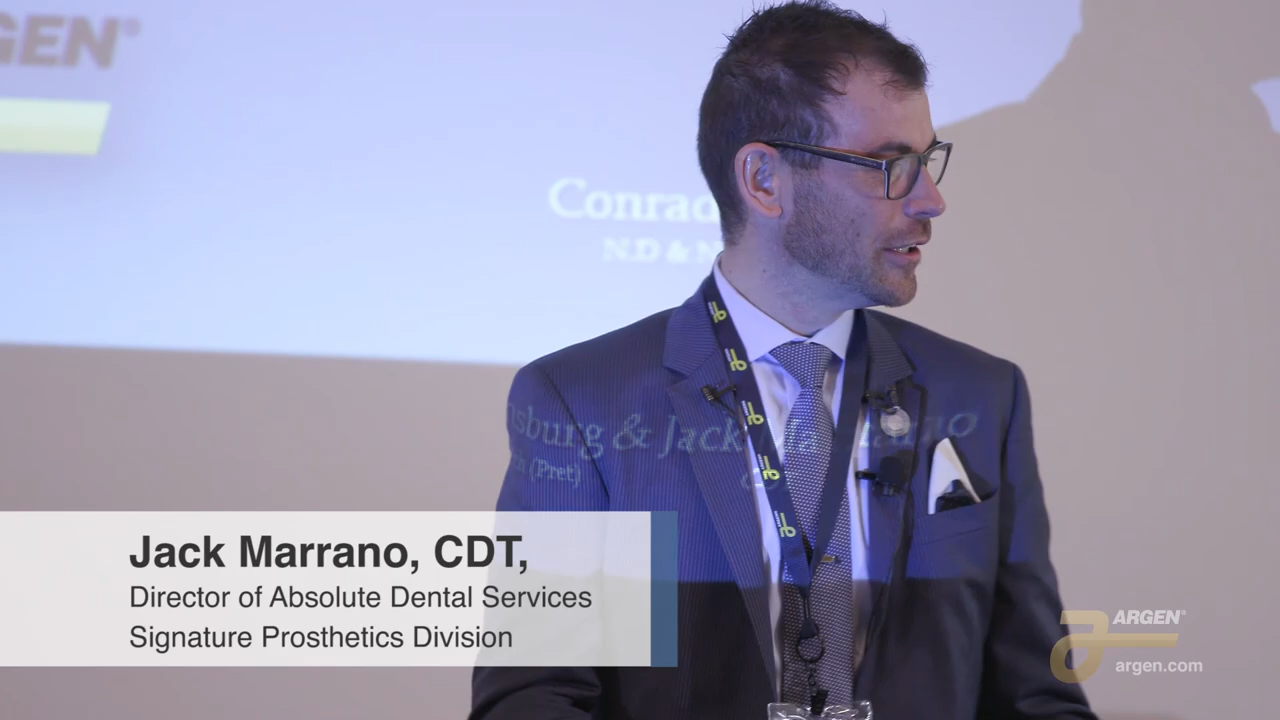 GEN®
Conrad
N.D & N
sburg & Jack Marrano
(Pret)
Jack Marrano, CDT,
Director of Absolute Dental Services
Signature Prosthetics Division
ARGEN®
argen.com